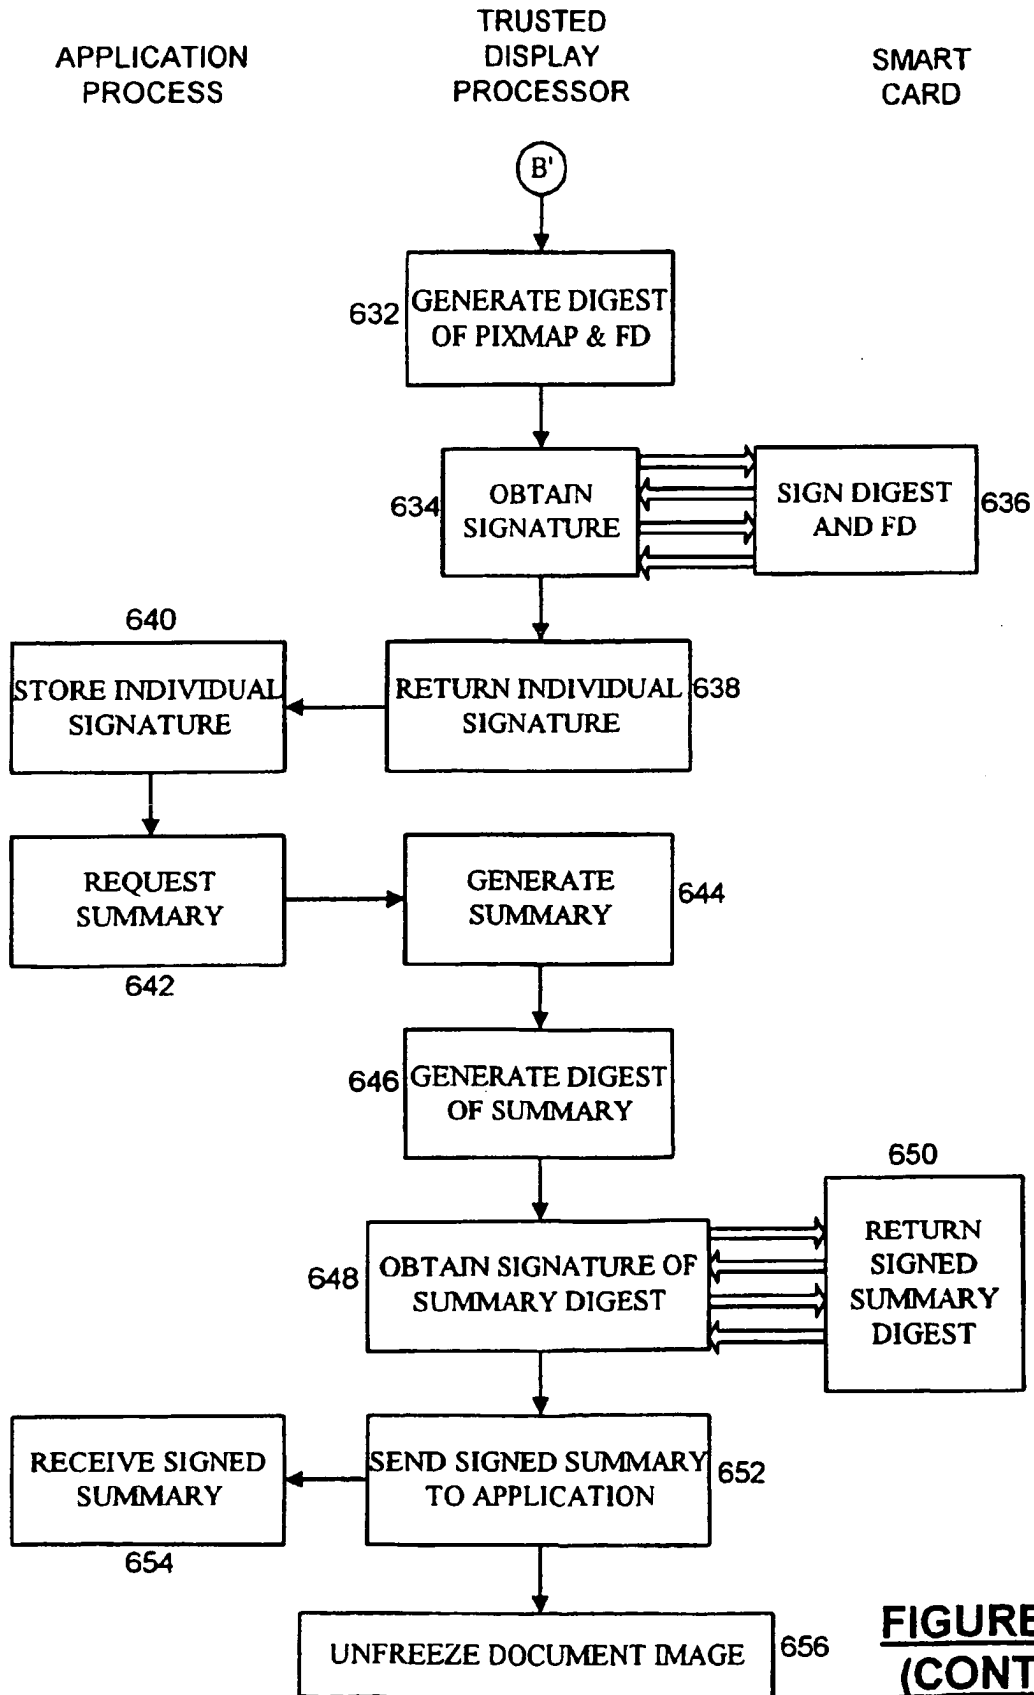 APPLICATION
PROCESS
TRUSTED
DISPLAY
PROCESSOR
SMART
CARD
B'
632
GENERATE DIGEST
OF PIXMAP & FD
634
OBTAIN
SIGNATURE
SIGN DIGEST
AND FD
636
640
STORE INDIVIDUAL
SIGNATURE
RETURN INDIVIDUAL
SIGNATURE
638
REQUEST
SUMMARY
642
GENERATE
SUMMARY
644
646
GENERATE DIGEST
OF SUMMARY
648
OBTAIN SIGNATURE OF
SUMMARY DIGEST
650
RETURN
SIGNED
SUMMARY
DIGEST
RECEIVE SIGNED
SUMMARY
654
SEND SIGNED SUMMARY
TO APPLICATION
652
UNFREEZE DOCUMENT IMAGE
656
FIGURE
(CONT